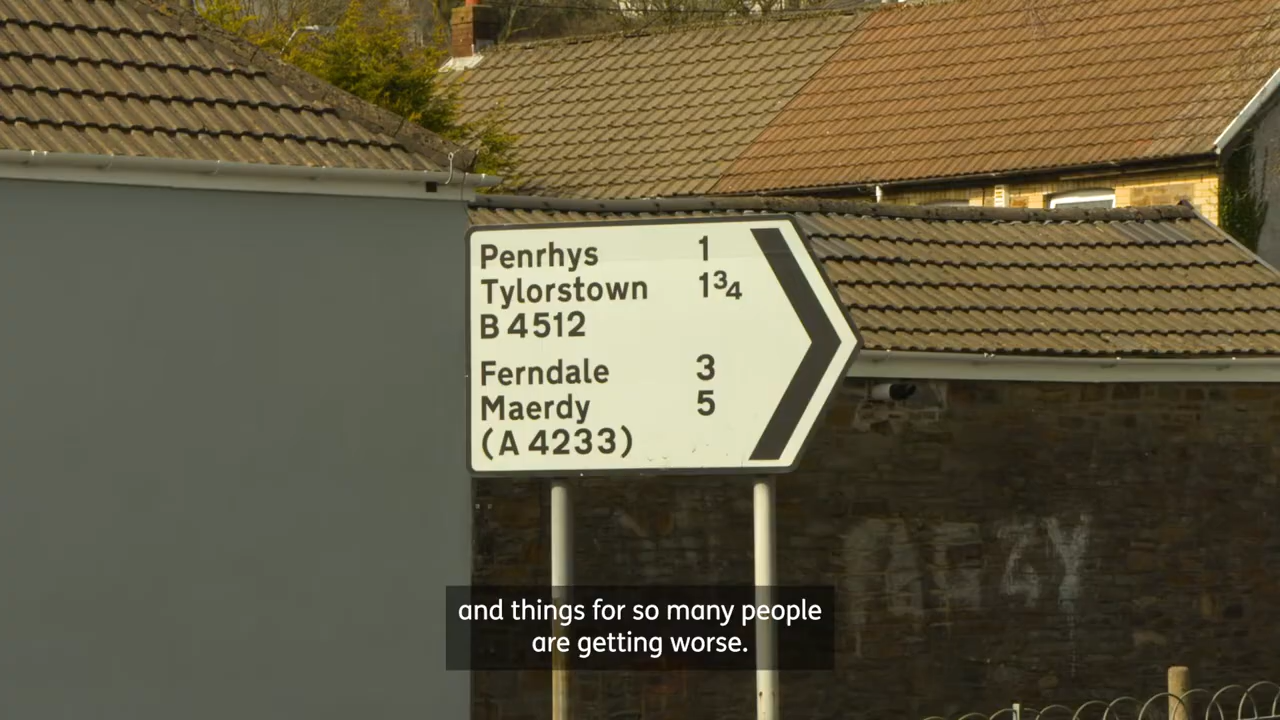 Penrhys 1
Tylorstown 1¾
B 4512
Ferndale 3
Maerdy 5
(A 4233)
and things for so many people
are getting worse.